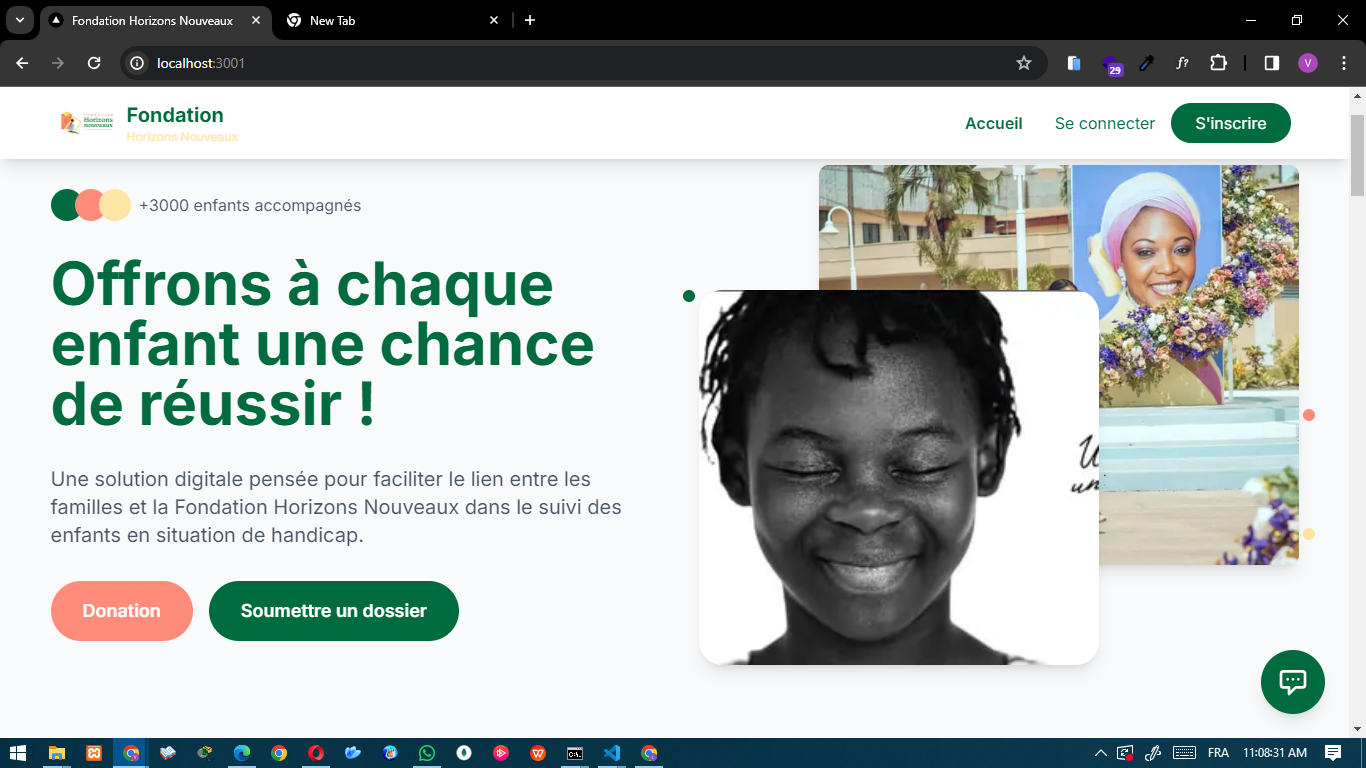 Fondation Horizons Nouveaux
New Tab
localhost:3001
29
f?
V
Horizons
nouveaux
Fondation
Horizons Nouveaux
Accueil
Se connecter
S'inscrire
+3000 enfants accompagnés
Offrons à chaque
enfant une chance
de réussir !
Une solution digitale pensée pour faciliter le lien entre les
familles et la Fondation Horizons Nouveaux dans le suivi des
enfants en situation de handicap.
Donation
Soumettre un dossier
FRA
11:08:31 AM